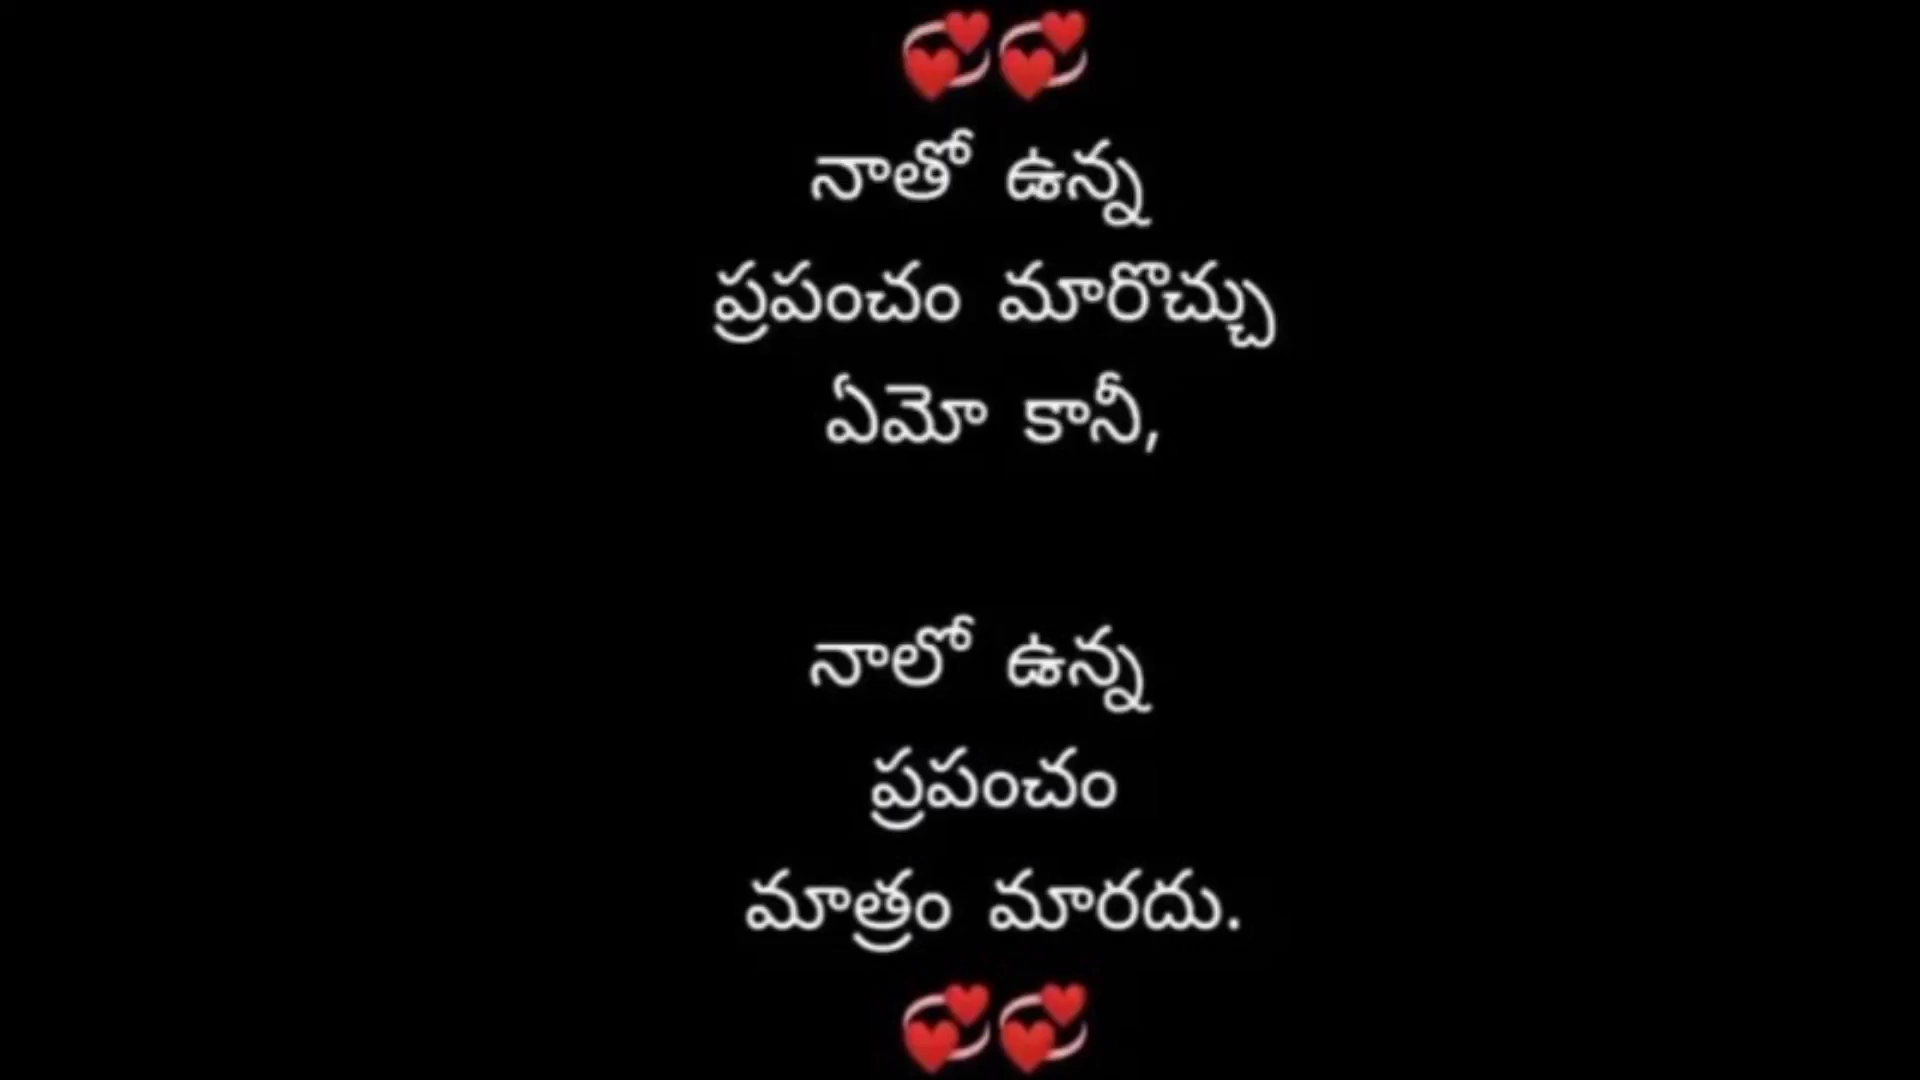 💞💞
నాతో ఉన్న
ప్రపంచం మారొచ్చు
ఏమో కానీ,
నాలో ఉన్న
ప్రపంచం
మాత్రం మారదు.
💞💞